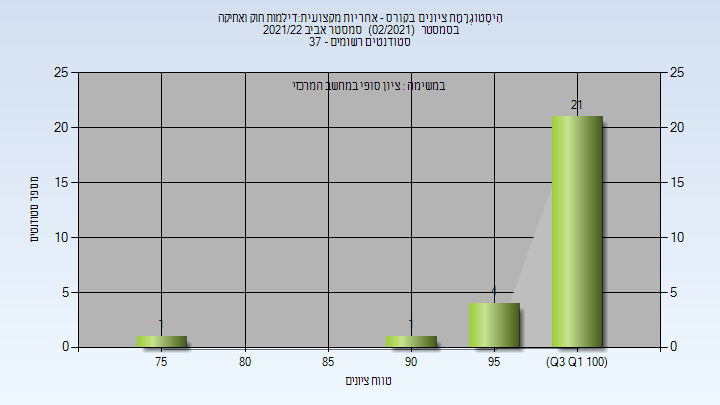 הִיסְטוֹגְרָמַת ציונים בקורס - אחריות מקצועית:דילמות חוק ואתיקה
בסמסטר (02/2021) סמסטר אביב 2021/22
סטודנטים רשומים - 37
במשימה : ציון סופי במחשב המרכזי
25 25
21
20 20
מספר סטודנטים
15 15
10 10
5 5
4
1 1
0 0
75 80 85 90 95 (Q3 Q1 100)
טווח ציונים